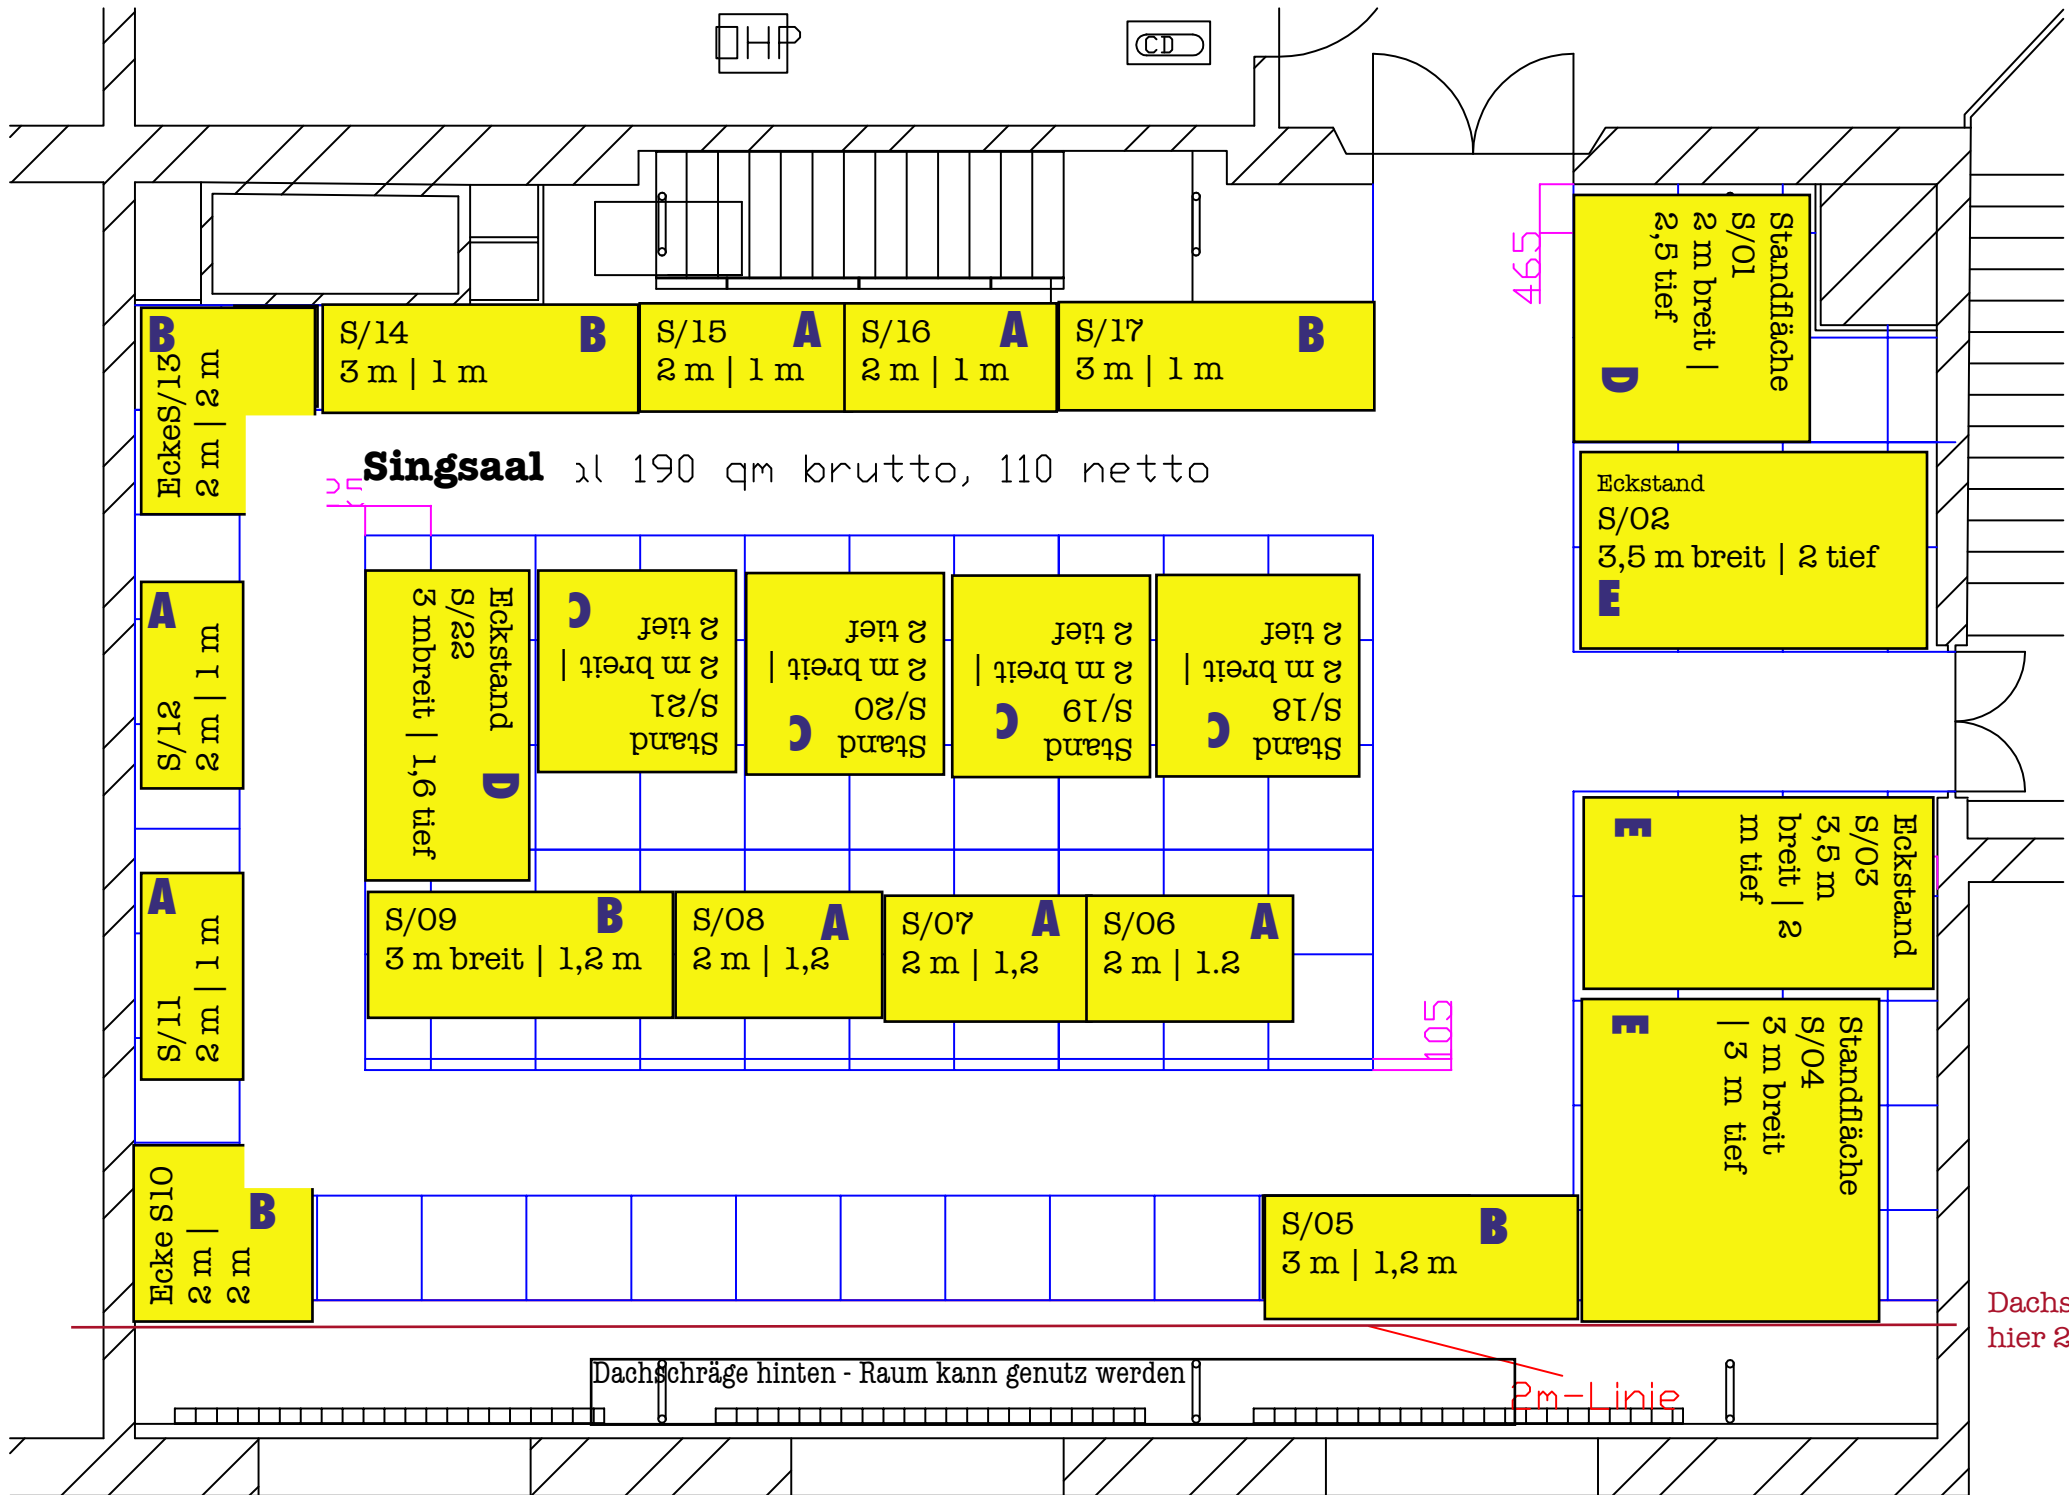 HP
CD
465
Standfläche
S/01
2 m breit |
2,5 tief
D
B
EckeS/13
2 m | 2 m
S/14
3 m | 1 m
B
S/15
2 m | 1 m
A
S/16
2 m | 1 m
A
S/17
3 m | 1 m
B
Singsaal
al 190 qm brutto, 110 netto
Eckstand
S/02
3,5 m breit | 2 tief
E
A
S/12
2 m | 1 m
Eckstand
S/22
3 mbreit | 1,6 tief
D
Stand
S/21
2 m breit |
2 tief
C
Stand
S/20
2 m breit |
2 tief
C
Stand
S/19
2 m breit |
2 tief
C
Stand
S/18
2 m breit |
2 tief
C
Eckstand
S/03
3,5 m
breit | 2
m tief
E
A
S/11
2 m | 1 m
S/09
3 m breit | 1,2 m
B
S/08
2 m | 1,2
A
S/07
2 m | 1,2
A
S/06
2 m | 1.2
A
105
Standfläche
S/04
3 m breit
| 3 m tief
E
Ecke S10
2 m |
2 m
B
S/05
3 m | 1,2 m
B
Dachs
hier 2
Dachschräge hinten - Raum kann genutz werden
2m-Linie